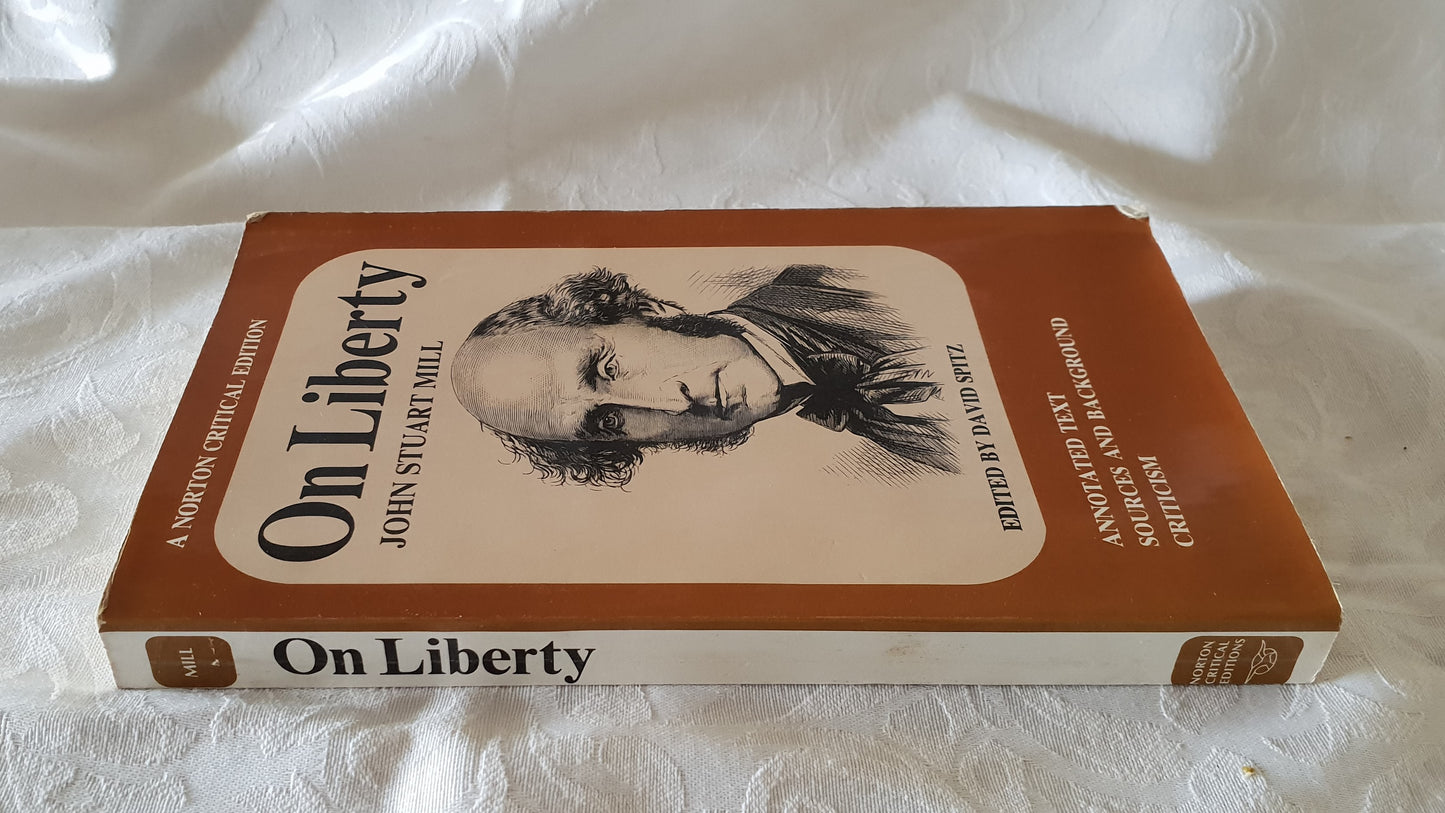 A NORTON CRITICAL EDITION
On Liberty
JOHN STUART MILL
EDITED BY DAVID SPITZ
ANNOTATED TEXT
SOURCES AND BACKGROUND
CRITICISM
MILL
On Liberty
NORTON
CRITICAL
EDITIONS